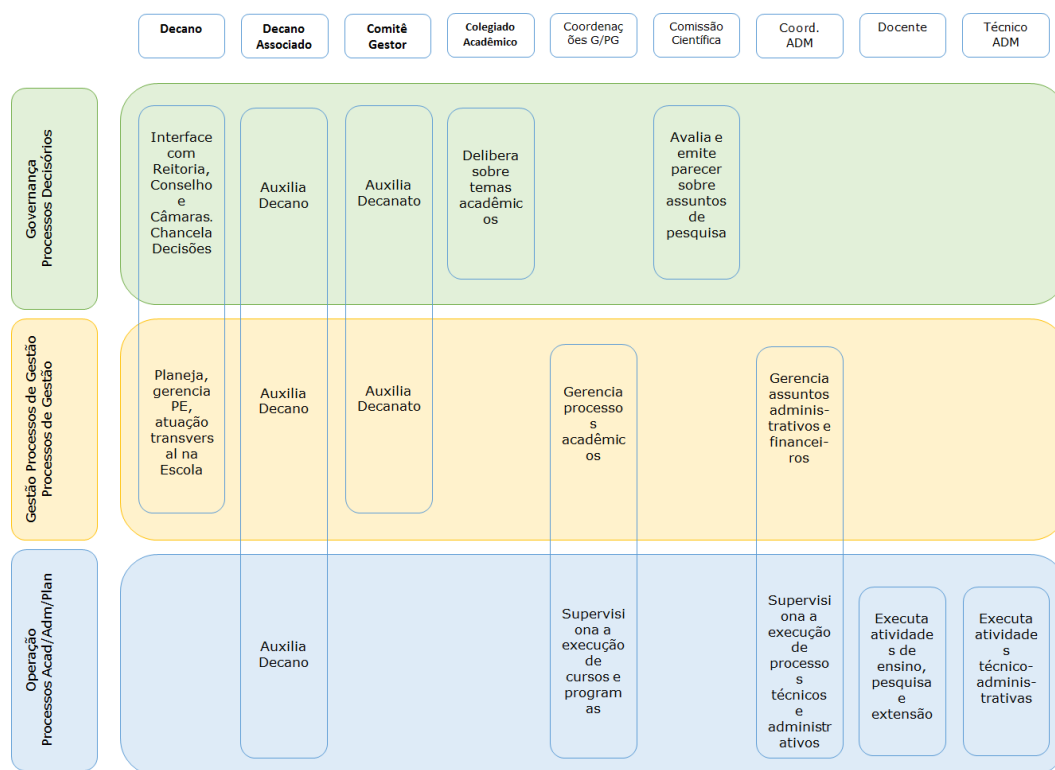 Decano
Decano
Associado
Comitê
Gestor
Colegiado
Acadêmico
Coordenaç
ões G/PG
Comissão
Científica
Coord.
ADM
Docente
Técnico
ADM
Governança
Processos Decisórios
Interface
com
Reitoria,
Conselho
e
Câmaras.
Chancela
Decisões
Auxilia
Decano
Auxilia
Decanato
Delibera
sobre
temas
acadêmic
os
Avalia e
emite
parecer
sobre
assuntos
de
pesquisa
Gestão Processos de Gestão
Processos de Gestão
Planeja,
gerencia
PE,
atuação
transver
sal na
Escola
Auxilia
Decano
Auxilia
Decanato
Gerencia
processo
s
acadêmic
os
Gerencia
assuntos
adminis-
trativos e
financei-
ros
Operação
Processos Acad/Adm/Plan
Auxilia
Decano
Supervisi
ona a
execução
de
cursos e
program
as
Supervisi
ona a
execução
de
processo
s
técnicos
e
administr
ativos
Executa
atividade
s de
ensino,
pesquisa
e
extensão
Executa
atividade
s
técnico-
adminis-
trativas